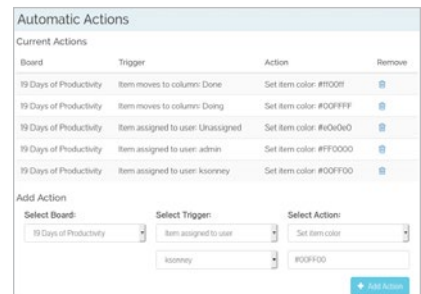 Automatic Actions
Current Actions
Board Trigger Action Remove
19 Days of Productivity Item moves to column: Done Set item color: #ff00ff
19 Days of Productivity Item moves to column: Doing Set item color: #00FFFF
19 Days of Productivity Item assigned to user: Unassigned Set item color: #e0e0e0
19 Days of Productivity Item assigned to user: admin Set item color: #FF0000
19 Days of Productivity Item assigned to user: ksonney Set item color: #00FF00
Add Action
Select Board: Select Trigger: Select Action:
19 Days of Productivity Item assigned to user Set item color
ksonney #00FF00
+ Add Action